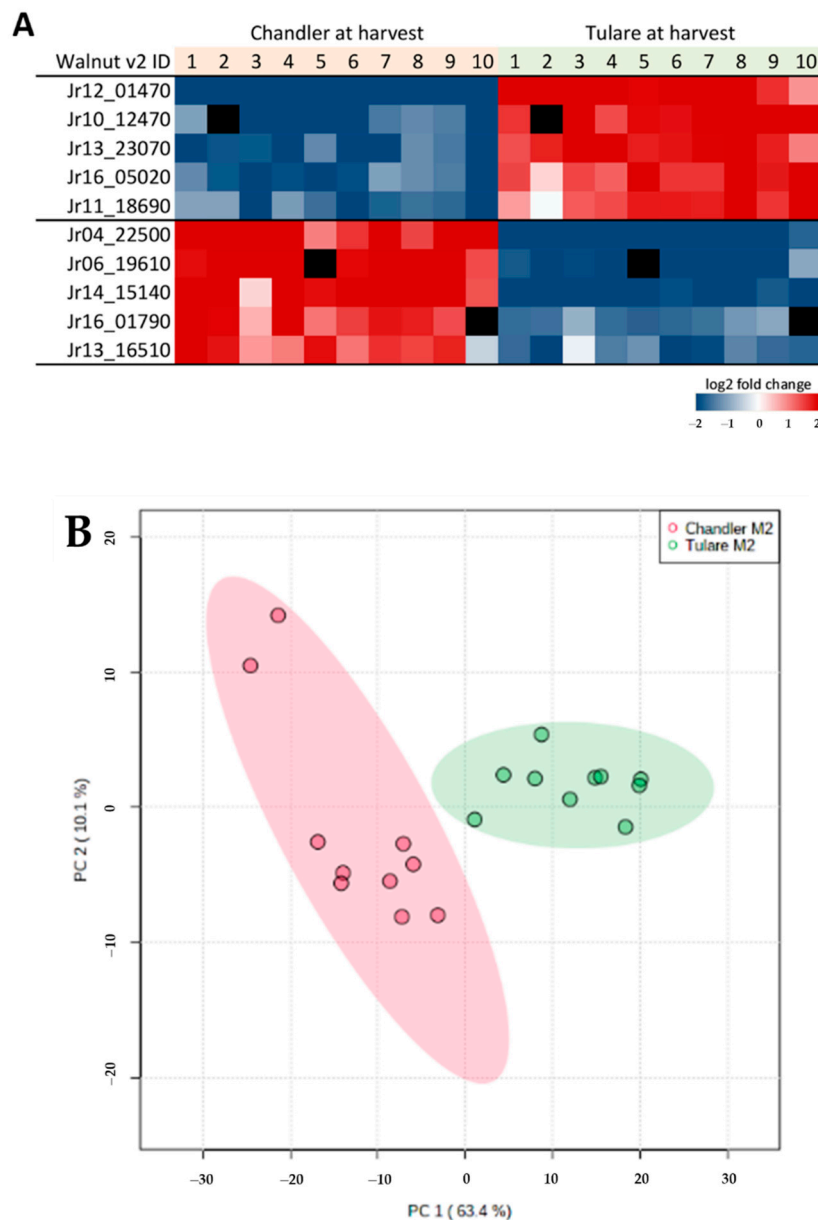 A
Chandler at harvest Tulare at harvest
Walnut v2 ID 1 2 3 4 5 6 7 8 9 10 1 2 3 4 5 6 7 8 9 10
Jr12_01470
Jr10_12470
Jr13_23070
Jr16_05020
Jr11_18690
Jr04_22500
Jr06_19610
Jr14_15140
Jr16_01790
Jr13_16510
log2 fold change
−2 −1 0 1 2
B
Chandler M2
Tulare M2
20
10
0
−10
−20
PC 2 ( 10.1 %)
−30 −20 −10 0 10 20 30
PC 1 ( 63.4 %)